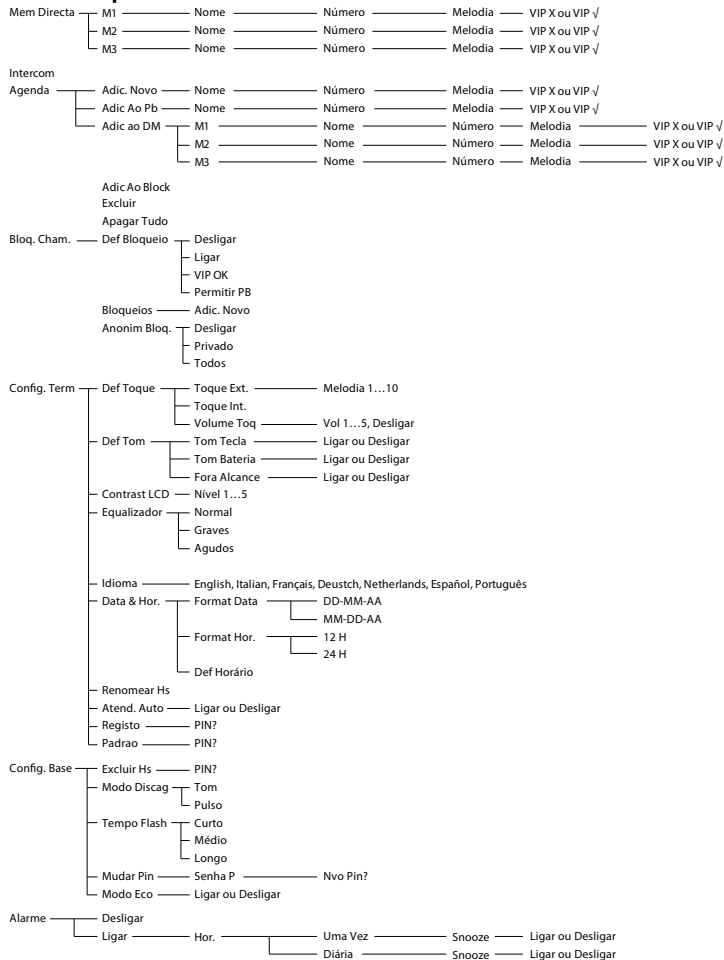 Mem Directa M1 Nome Número Melodia VIP X ou VIP √
M2 Nome Número Melodia VIP X ou VIP √
M3 Nome Número Melodia VIP X ou VIP √
Intercom
Agenda Adic. Novo Nome Número Melodia VIP X ou VIP √
Adic Ao Pb Nome Número Melodia VIP X ou VIP √
Adic ao DM M1 Nome Número Melodia VIP X ou VIP √
M2 Nome Número Melodia VIP X ou VIP √
M3 Nome Número Melodia VIP X ou VIP √
Adic Ao Block
Excluir
Apagar Tudo
Bloq. Cham. Def Bloqueio Desligar
Ligar
VIP OK
Permitir PB
Bloqueios Adic. Novo
Anonim Bloq. Desligar
Privado
Todos
Config. Term Def Toque Toque Ext. Melodia 1…10
Toque Int.
Volume Toq Vol 1…5, Desligar
Def Tom Tom Tecla Ligar ou Desligar
Tom Bateria Ligar ou Desligar
Fora Alcance Ligar ou Desligar
Contrast LCD Nível 1…5
Equalizador Normal
Graves
Agudos
Idioma English, Italian, Français, Deustch, Netherlands, Español, Português
Data & Hor. Format Data DD-MM-AA
MM-DD-AA
Format Hor. 12 H
24 H
Def Horário
Renomear Hs
Atend. Auto Ligar ou Desligar
Registo PIN?
Padrao PIN?
Config. Base Excluir Hs PIN?
Modo Discag Tom
Pulso
Tempo Flash Curto
Médio
Longo
Mudar Pin Senha P Nvo Pin?
Modo Eco Ligar ou Desligar
Alarme Desligar
Ligar Hor. Uma Vez Snooze Ligar ou Desligar
Diária Snooze Ligar ou Desligar